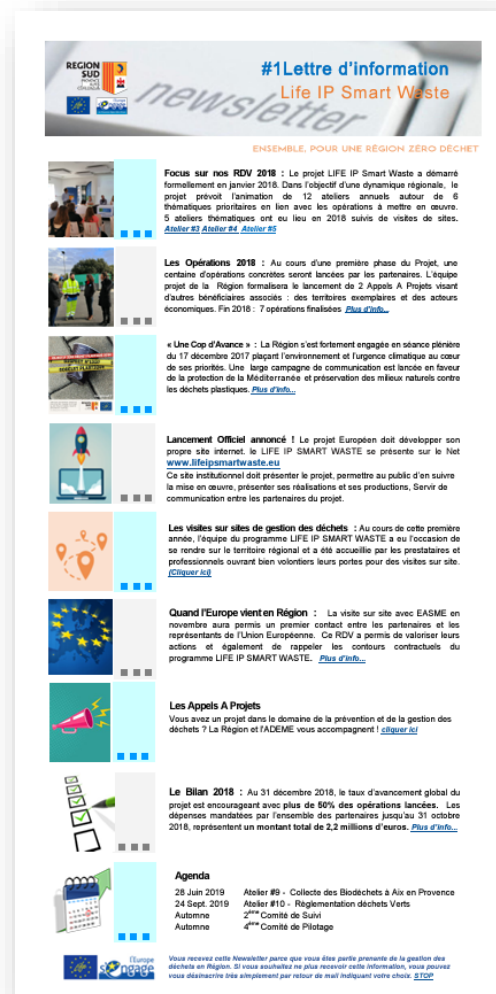 REGION
SUD
PROVENCE
ALPES
CÔTE D'AZUR
l'Europe
s'engage
newsletter
#1Lettre d'information
Life IP Smart Waste
ENSEMBLE, POUR UNE RÉGION ZÉRO DÉCHET
Focus sur nos RDV 2018 : Le projet LIFE IP Smart Waste a démarré
formellement en janvier 2018. Dans l'objectif d'une dynamique régionale, le
projet prévoit l'animation de 12 ateliers annuels autour de 6
thématiques prioritaires en lien avec les opérations à mettre en œuvre.
5 ateliers thématiques ont eu lieu en 2018 suivis de visites de sites.
Atelier #3 Atelier #4 Atelier #5
Les Opérations 2018 : Au cours d'une première phase du Projet, une
centaine d'opérations concrètes seront lancées par les partenaires. L'équipe
projet de la Région formalisera le lancement de 2 Appels A Projets visant
d'autres bénéficiaires associés : des territoires exemplaires et des acteurs
économiques. Fin 2018 : 7 opérations finalisées Plus d'info...
« Une Cop d'Avance » : La Région s'est fortement engagée en séance plénière
du 17 décembre 2017 plaçant l'environnement et l'urgence climatique au cœur
de ses priorités. Une large campagne de communication est lancée en faveur
de la protection de la Méditerranée et préservation des milieux naturels contre
les déchets plastiques. Plus d'info...
Lancement Officiel annoncé ! Le projet Européen doit développer son
propre site internet. le LIFE IP SMART WASTE se présente sur le Net
www.lifeipsmartwaste.eu
Ce site institutionnel doit présenter le projet, permettre au public d'en suivre
la mise en œuvre, présenter ses réalisations et ses productions, Servir de
communication entre les partenaires du projet.
Les visites sur sites de gestion des déchets : Au cours de cette première
année, l'équipe du programme LIFE IP SMART WASTE a eu l'occasion de
se rendre sur le territoire régional et a été accueillie par les prestataires et
professionnels ouvrant bien volontiers leurs portes pour des visites sur site.
(Cliquer ici)
Quand l'Europe vient en Région : La visite sur site avec EASME en
novembre aura permis un premier contact entre les partenaires et les
représentants de l'Union Européenne. Ce RDV a permis de valoriser leurs
actions et également de rappeler les contours contractuels du
programme LIFE IP SMART WASTE. Plus d'info...
Les Appels A Projets
Vous avez un projet dans le domaine de la prévention et de la gestion des
déchets ? La Région et l'ADEME vous accompagnent ! cliquer ici
Le Bilan 2018 : Au 31 décembre 2018, le taux d'avancement global du
projet est encourageant avec plus de 50% des opérations lancées. Les
dépenses mandatées par l'ensemble des partenaires jusqu'au 31 octobre
2018, représentent un montant total de 2,2 millions d'euros. Plus d'info...
Agenda
28 Juin 2019 Atelier #9 - Collecte des Biodéchets à Aix en Provence
24 Sept. 2019 Atelier #10 - Règlementation déchets Verts
Automne 2ème Comité de Suivi
Automne 4ème Comité de Pilotage
l'Europe
s'engage
Vous recevez cette Newsletter parce que vous êtes partie prenante de la gestion des
déchets en Région. Si vous souhaitez ne plus recevoir cette information, vous pouvez
vous désinscrire très simplement par retour de mail indiquant votre choix. STOP